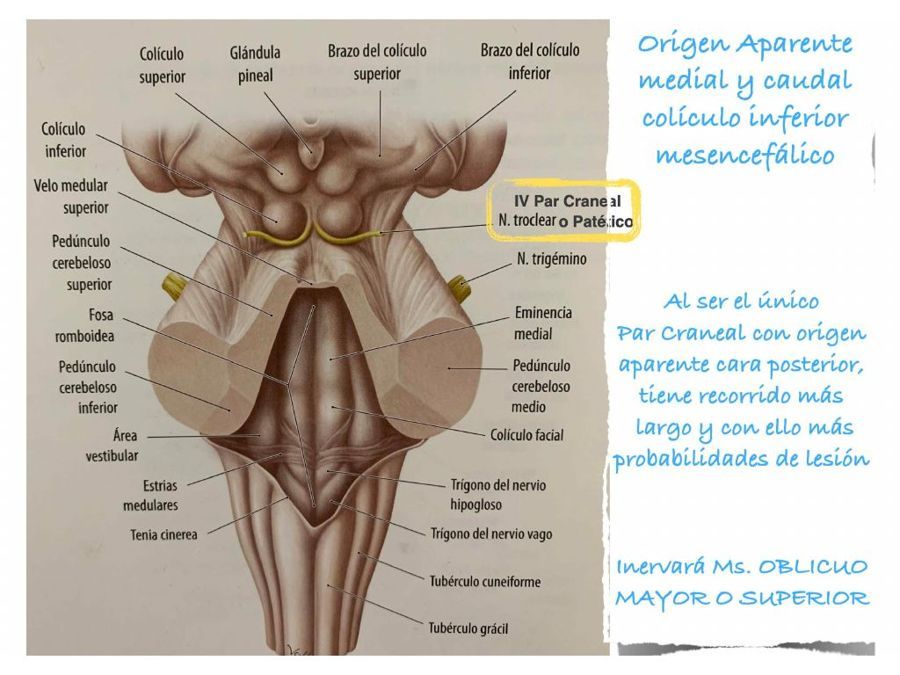 Colículo
superior
Glándula
pineal
Brazo del colículo
superior
Brazo del colículo
inferior
Colículo
inferior
Velo medular
superior
Pedúnculo
cerebeloso
superior
Fosa
romboidea
Pedúnculo
cerebeloso
inferior
Área
vestibular
Estrias
medulares
Tenia cinerea
IV Par Craneal
N. troclear o Patético
N. trigémino
Eminencia
medial
Pedúnculo
cerebeloso
medio
Colículo facial
Trígono del nervio
hipogloso
Trígono del nervio vago
Tubérculo cuneiforme
Tubérculo grácil
Origen Aparente
medial y caudal
colículo inferior
mesencefálico
Al ser el único
Par Craneal con origen
aparente cara posterior,
tiene recorrido más
largo y con ello más
probabilidades de lesión
Inervará Ms. OBLICUO
MAYOR O SUPERIOR